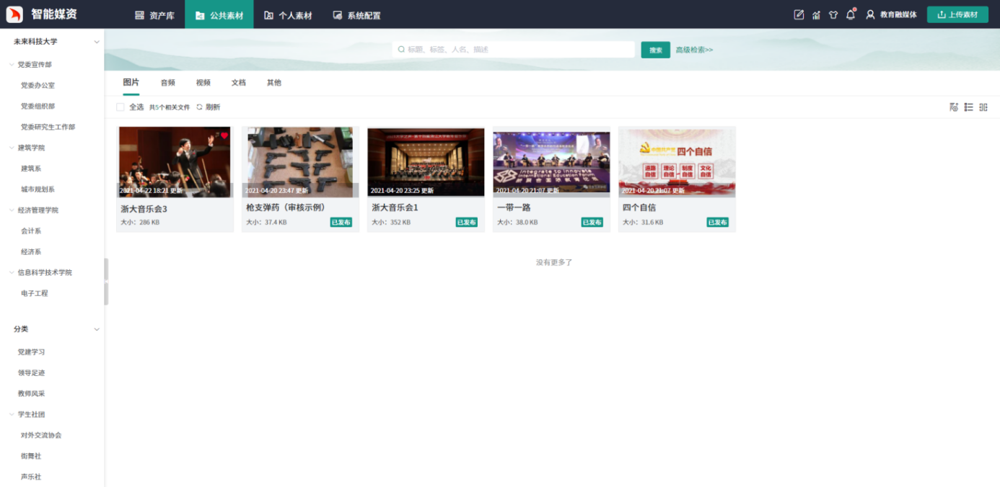 智能媒资
资产库
公共素材
个人素材
系统配置
教育融媒体
上传素材
未来科技大学
党委宣传部
党委办公室
党委组织部
党委研究生工作部
建筑学院
建筑系
城市规划系
经济管理学院
会计系
经济系
信息科学技术学院
电子工程
分类
党建学习
领导足迹
教师风采
学生社团
对外交流协会
街舞社
声乐社
标题、标签、人名、描述
搜索
高级检索>>
图片 音频 视频 文档 其他
全选 共5个相关文件 刷新
2021-04-22 18:21 更新
浙大音乐会3
大小：286 KB
2021-04-20 23:47 更新
枪支弹药（审核示例）
大小：37.4 KB
已发布
2021-04-20 23:25 更新
浙大音乐会1
大小：352 KB
已发布
Integrate to Innovate
International Education Forum
2021-04-20 21:07 更新
一带一路
大小：38.0 KB
已发布
中国共产党 四个自信
道路自信 理论自信 制度自信 文化自信
2021-04-20 21:07 更新
四个自信
大小：31.6 KB
已发布
没有更多了